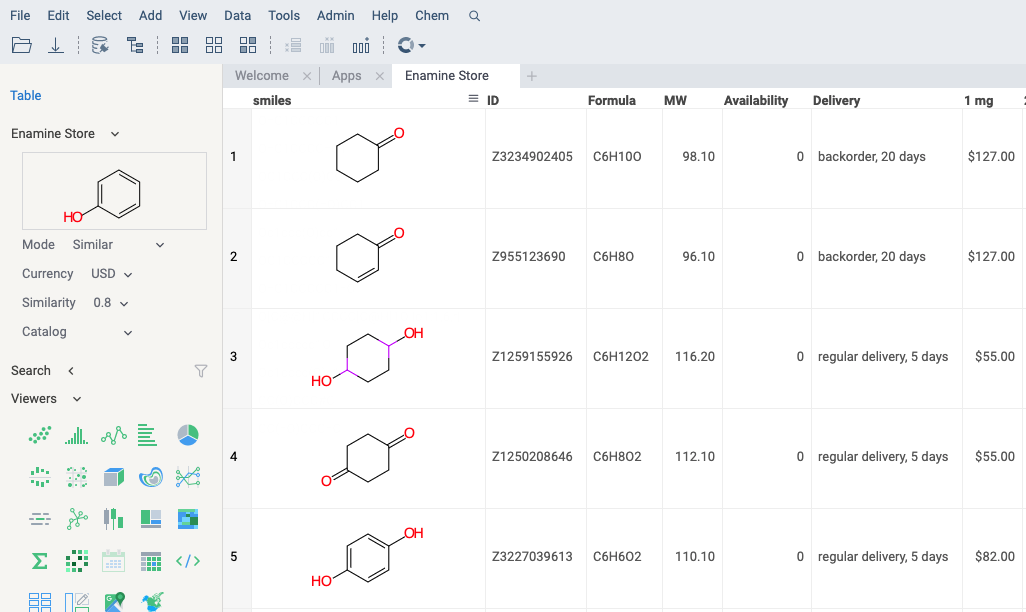 File Edit Select Add View Data Tools Admin Help Chem
Welcome Apps Enamine Store
Table
Enamine Store
HO
Mode Similar
Currency USD
Similarity 0.8
Catalog
Search
Viewers
smiles ID Formula MW Availability Delivery 1 mg
1 O Z3234902405 C6H10O 98.10 0 backorder, 20 days $127.00
2 O Z955123690 C6H8O 96.10 0 backorder, 20 days $127.00
3 OH HO Z1259155926 C6H12O2 116.20 0 regular delivery, 5 days $55.00
4 O O Z1250208646 C6H8O2 112.10 0 regular delivery, 5 days $55.00
5 OH HO Z3227039613 C6H6O2 110.10 0 regular delivery, 5 days $82.00